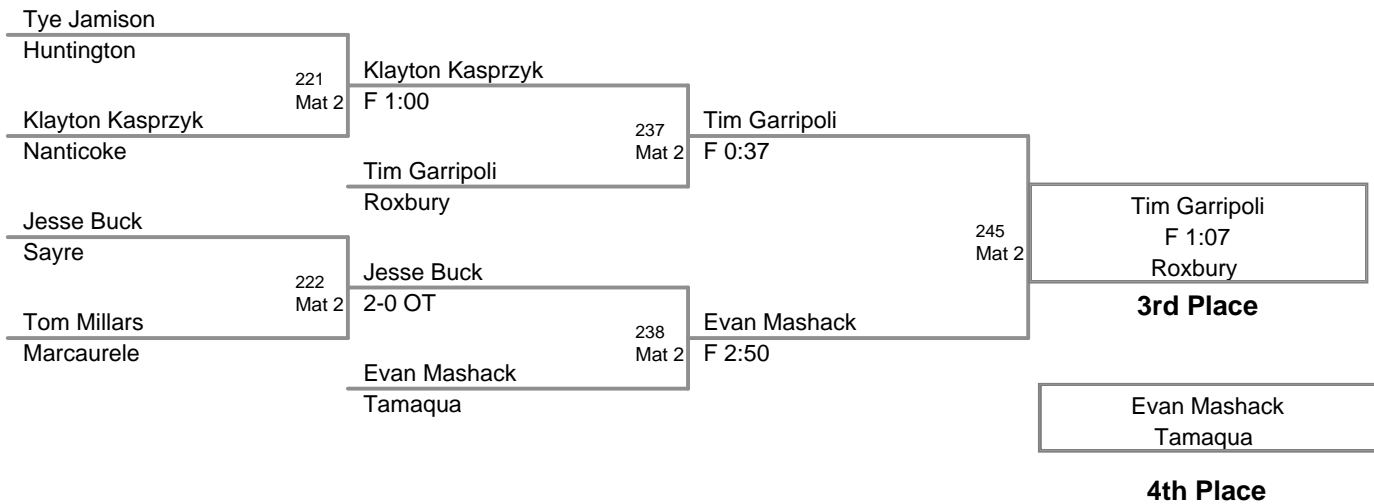 Tye Jamison
Huntington
221
Mat 2
Klayton Kasprzyk
F 1:00
Klayton Kasprzyk
Nanticoke
237
Mat 2
Tim Garripoli
F 0:37
Tim Garripoli
Roxbury
Jesse Buck
Sayre
222
Mat 2
Jesse Buck
2-0 OT
Tom Millars
Marcaurele
238
Mat 2
Evan Mashack
F 2:50
Evan Mashack
Tamaqua
245
Mat 2
Tim Garripoli
F 1:07
Roxbury
3rd Place
Evan Mashack
Tamaqua
4th Place